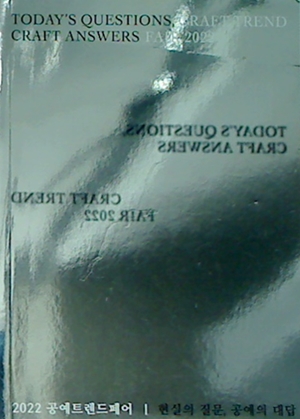 TODAY'S QUESTIONS, CRAFT TREND
CRAFT ANSWERS FAIR 2022
TODAY'S QUESTIONS,
CRAFT ANSWERS
CRAFT TREND
FAIR 2022
2022 공예트렌드페어 | 현실의 질문, 공예의 대답